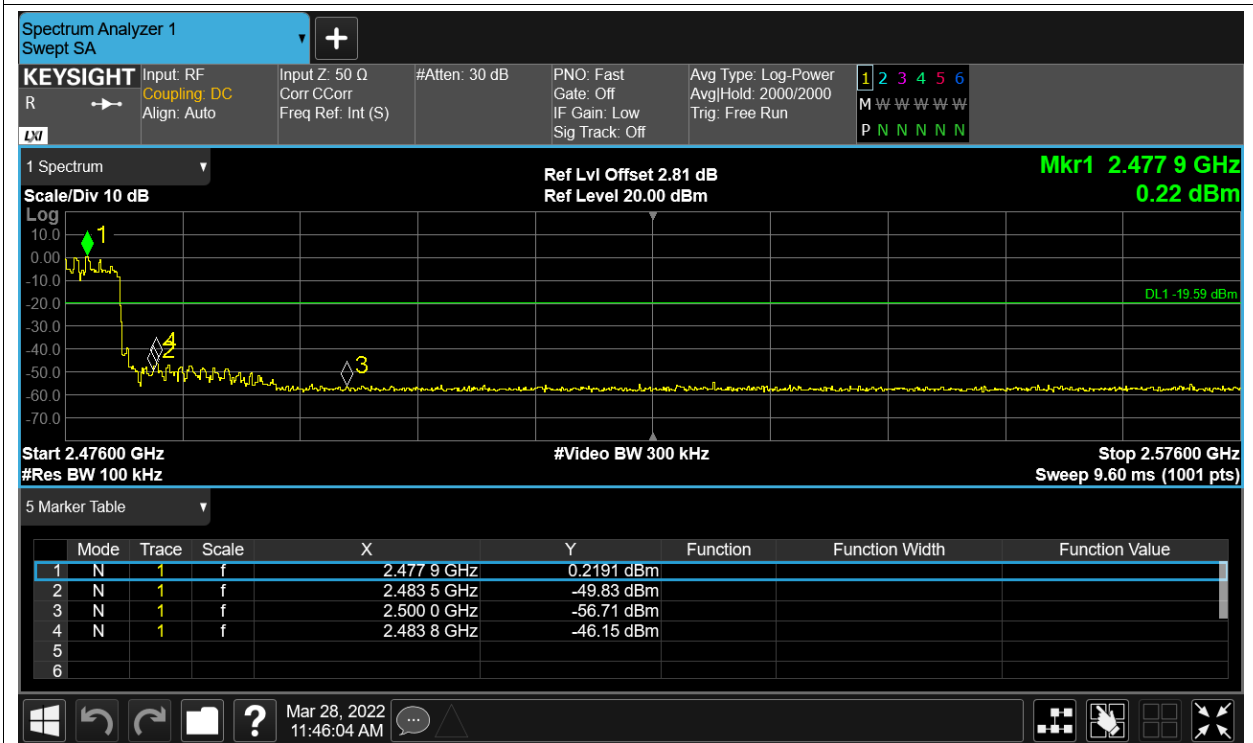 Spectrum Analyzer 1
Swept SA
KEYSIGHT
R
LXI
Input: RF
Coupling: DC
Align: Auto
Input Z: 50 Ω
Corr CCorr
Freq Ref: Int (S)
#Atten: 30 dB
PNO: Fast
Gate: Off
IF Gain: Low
Sig Track: Off
Avg Type: Log-Power
Avg|Hold: 2000/2000
Trig: Free Run
1 2 3 4 5 6
M W W W W W
P N N N N N
1 Spectrum
Scale/Div 10 dB
Ref Lvl Offset 2.81 dB
Ref Level 20.00 dBm
Mkr1 2.477 9 GHz
0.22 dBm
Log
10.0
0.00
-10.0
-20.0
-30.0
-40.0
-50.0
-60.0
-70.0
1
4
2
3
DL1 -19.59 dBm
Start 2.47600 GHz
#Res BW 100 kHz
#Video BW 300 kHz
Stop 2.57600 GHz
Sweep 9.60 ms (1001 pts)
5 Marker Table
Mode Trace Scale X Y Function Function Width Function Value
1 N 1 f 2.477 9 GHz 0.2191 dBm
2 N 1 f 2.483 5 GHz -49.83 dBm
3 N 1 f 2.500 0 GHz -56.71 dBm
4 N 1 f 2.483 8 GHz -46.15 dBm
5
6
?
Mar 28, 2022
11:46:04 AM